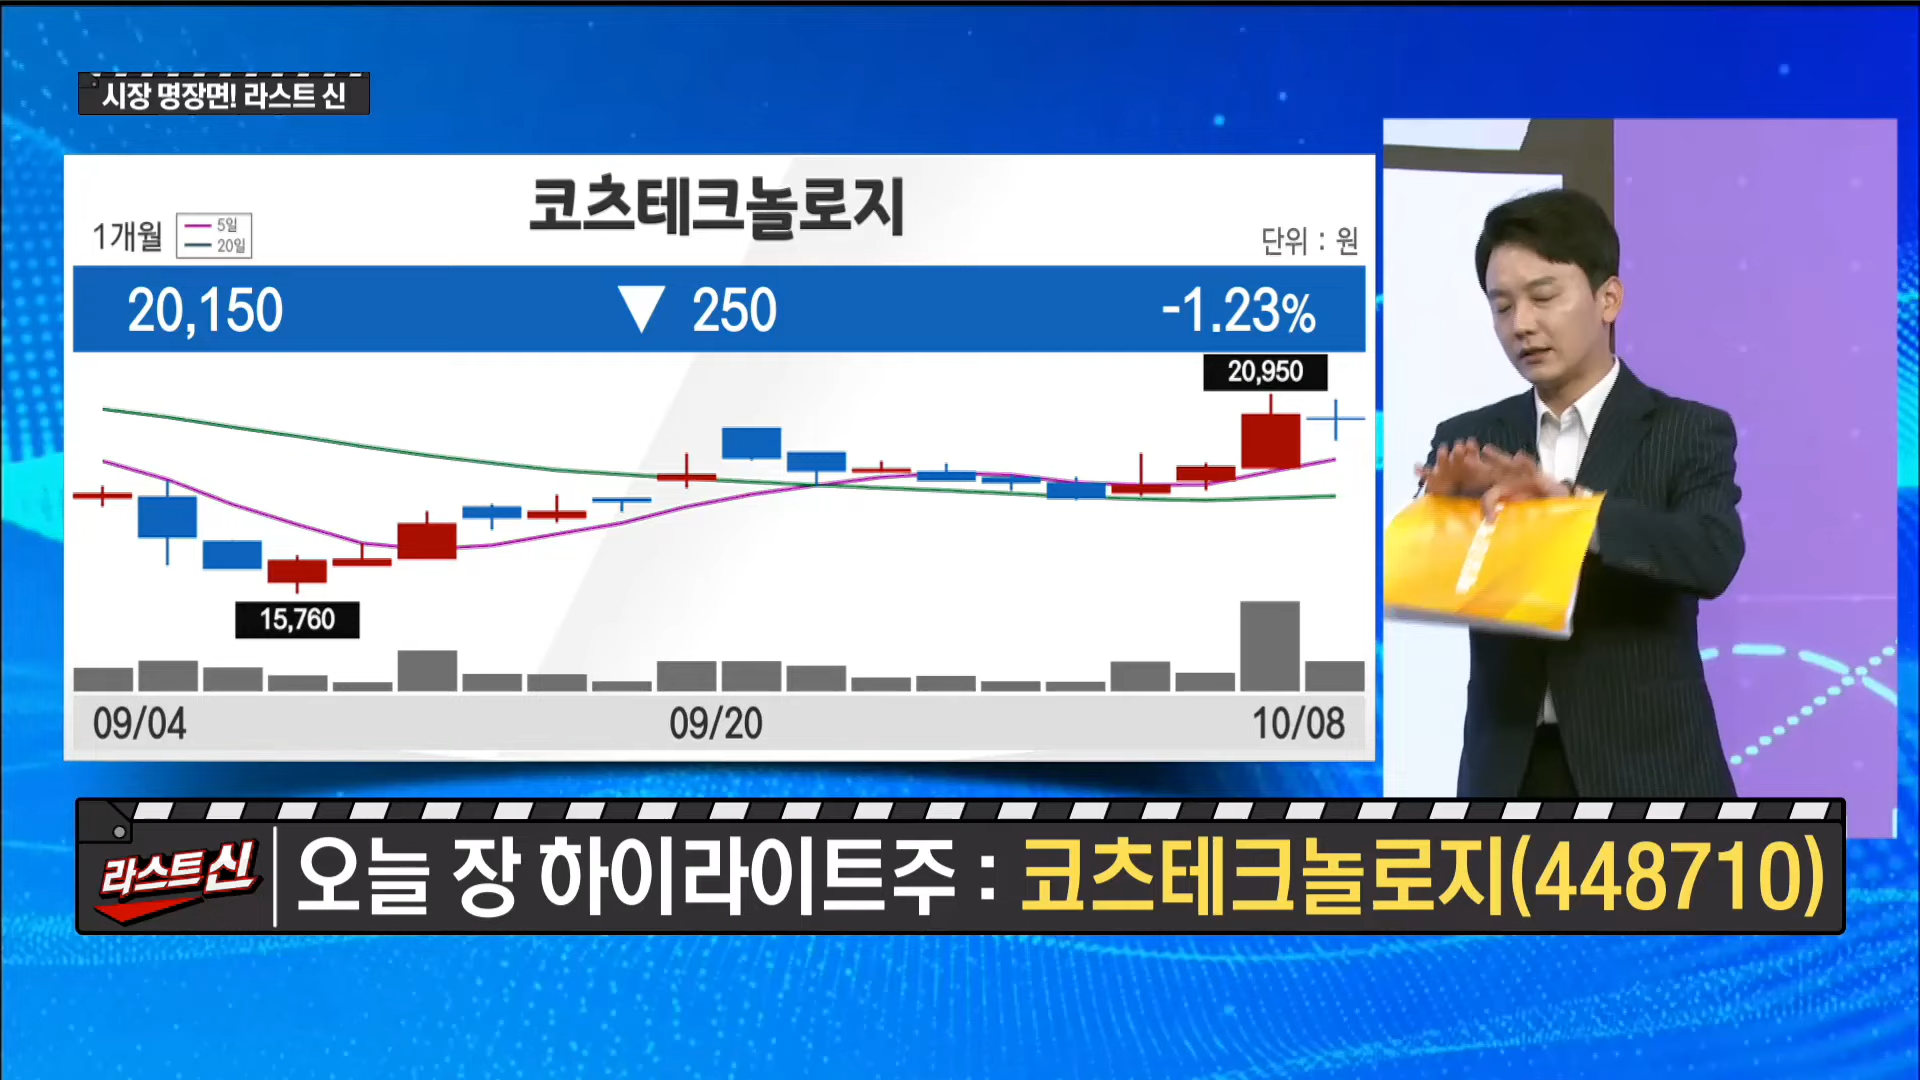 시장 명장면! 라스트 신
코츠테크놀로지
1개월
5일
20일
단위 : 원
20,150 ▼ 250 -1.23%
20,950
15,760
09/04 09/20 10/08
라스트신
오늘 장 하이라이트주 : 코츠테크놀로지(448710)